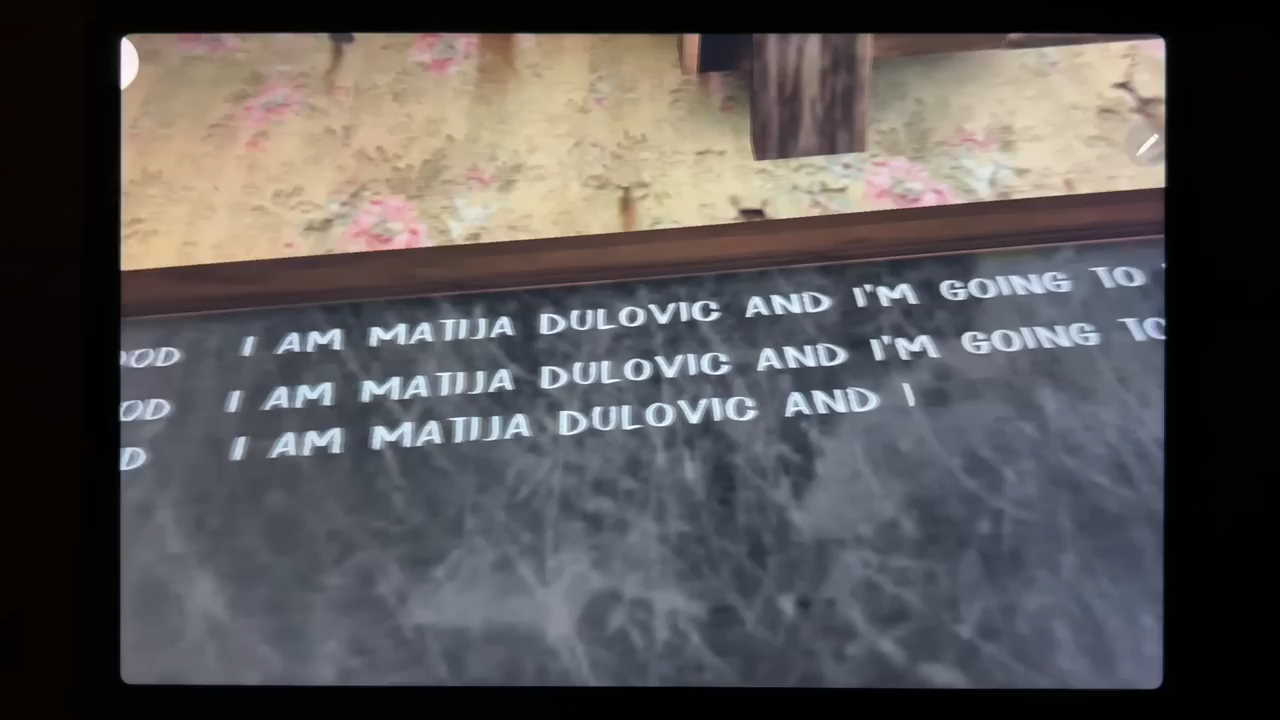 OOD I AM MATIJA DULOVIC AND I'M GOING TO
OD I AM MATIJA DULOVIC AND I'M GOING TO
D I AM MATIJA DULOVIC AND I